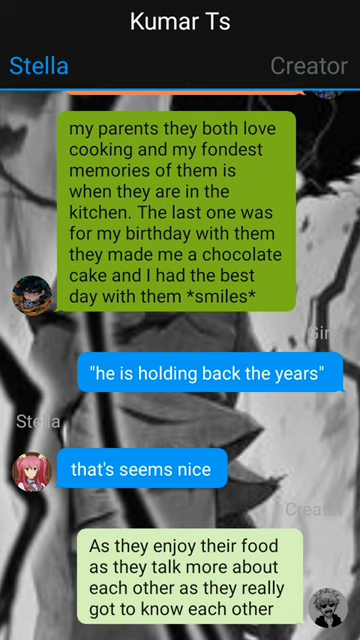 Kumar Ts
Stella
Creator
my parents they both love
cooking and my fondest
memories of them is
when they are in the
kitchen. The last one was
for my birthday with them
they made me a chocolate
cake and I had the best
day with them *smiles*
Girls
"he is holding back the years"
Stella
that's seems nice
Creator
As they enjoy their food
as they talk more about
each other as they really
got to know each other